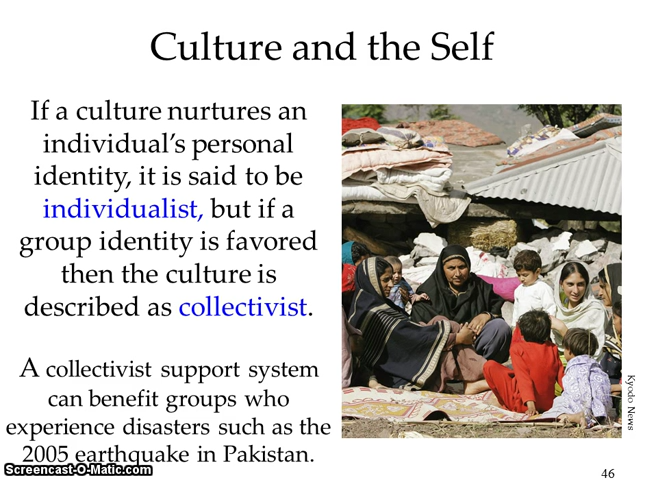 Culture and the Self
If a culture nurtures an
individual's personal
identity, it is said to be
individualist, but if a
group identity is favored
then the culture is
described as collectivist.
A collectivist support system
can benefit groups who
experience disasters such as the
2005 earthquake in Pakistan.
Kyodo News
Screencast-O-Matic.com
46